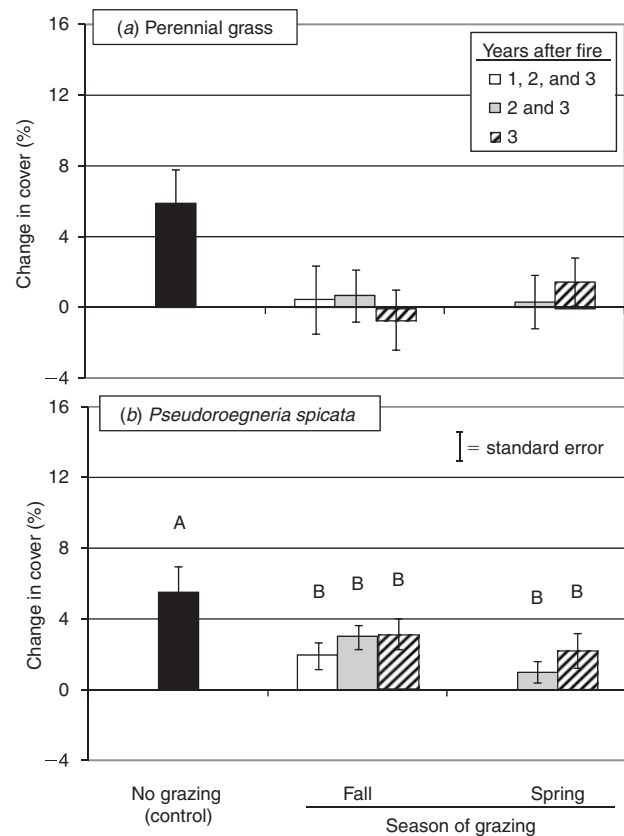 (a) Perennial grass
Years after fire
1, 2, and 3
2 and 3
3
Change in cover (%)
16
12
8
4
0
−4
(b) Pseudoroegneria spicata
= standard error
Change in cover (%)
16
12
8
4
0
−4
A
B B B
B B
No grazing
(control)
Fall
Spring
Season of grazing